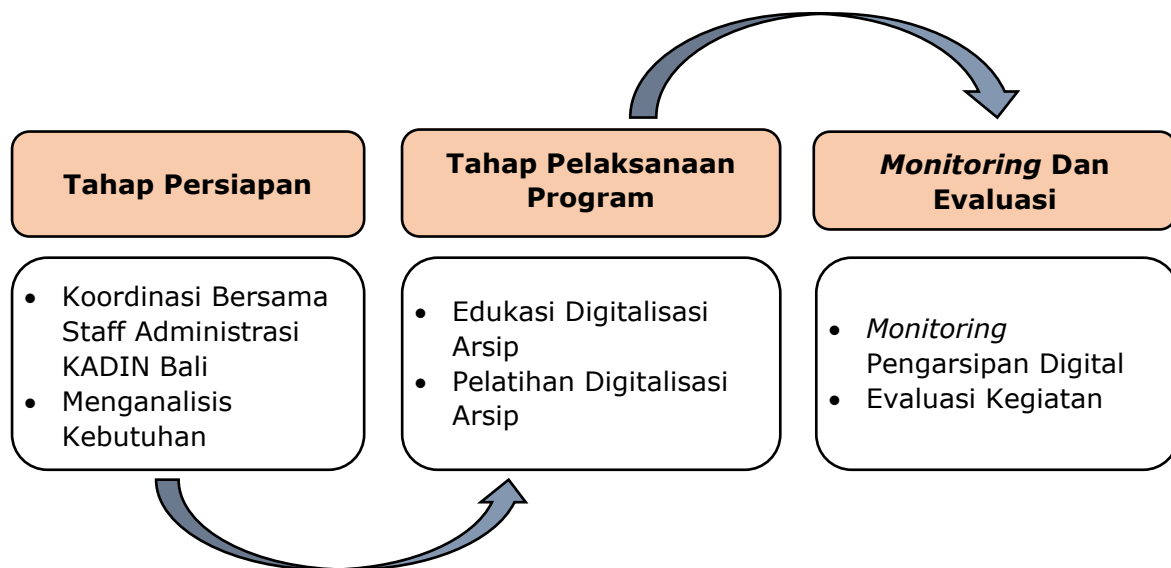 Tahap Persiapan
Tahap Pelaksanaan
Program
Monitoring Dan
Evaluasi
• Koordinasi Bersama
Staff Administrasi
KADIN Bali
• Menganalisis
Kebutuhan
• Edukasi Digitalisasi
Arsip
• Pelatihan Digitalisasi
Arsip
• Monitoring
Pengarsipan Digital
• Evaluasi Kegiatan